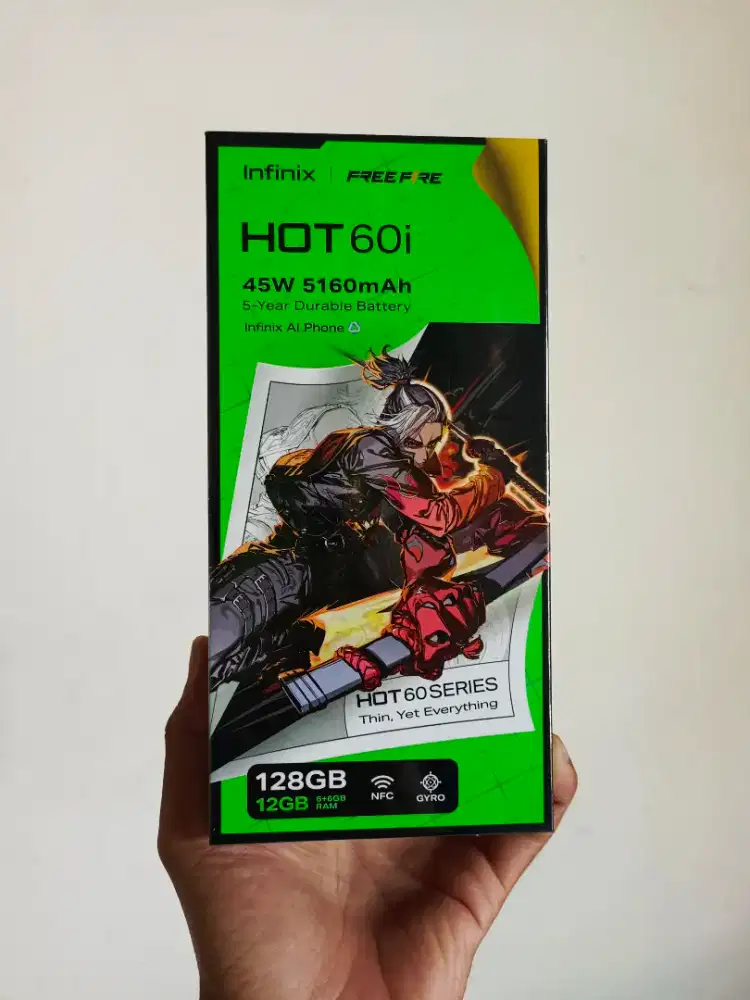 Infinix | FREE FIRE
HOT 60i
45W 5160mAh
5-Year Durable Battery
Infinix AI Phone
HOT 60 SERIES
Thin, Yet Everything
128GB
12GB 6+6GB RAM
NFC
GYRO